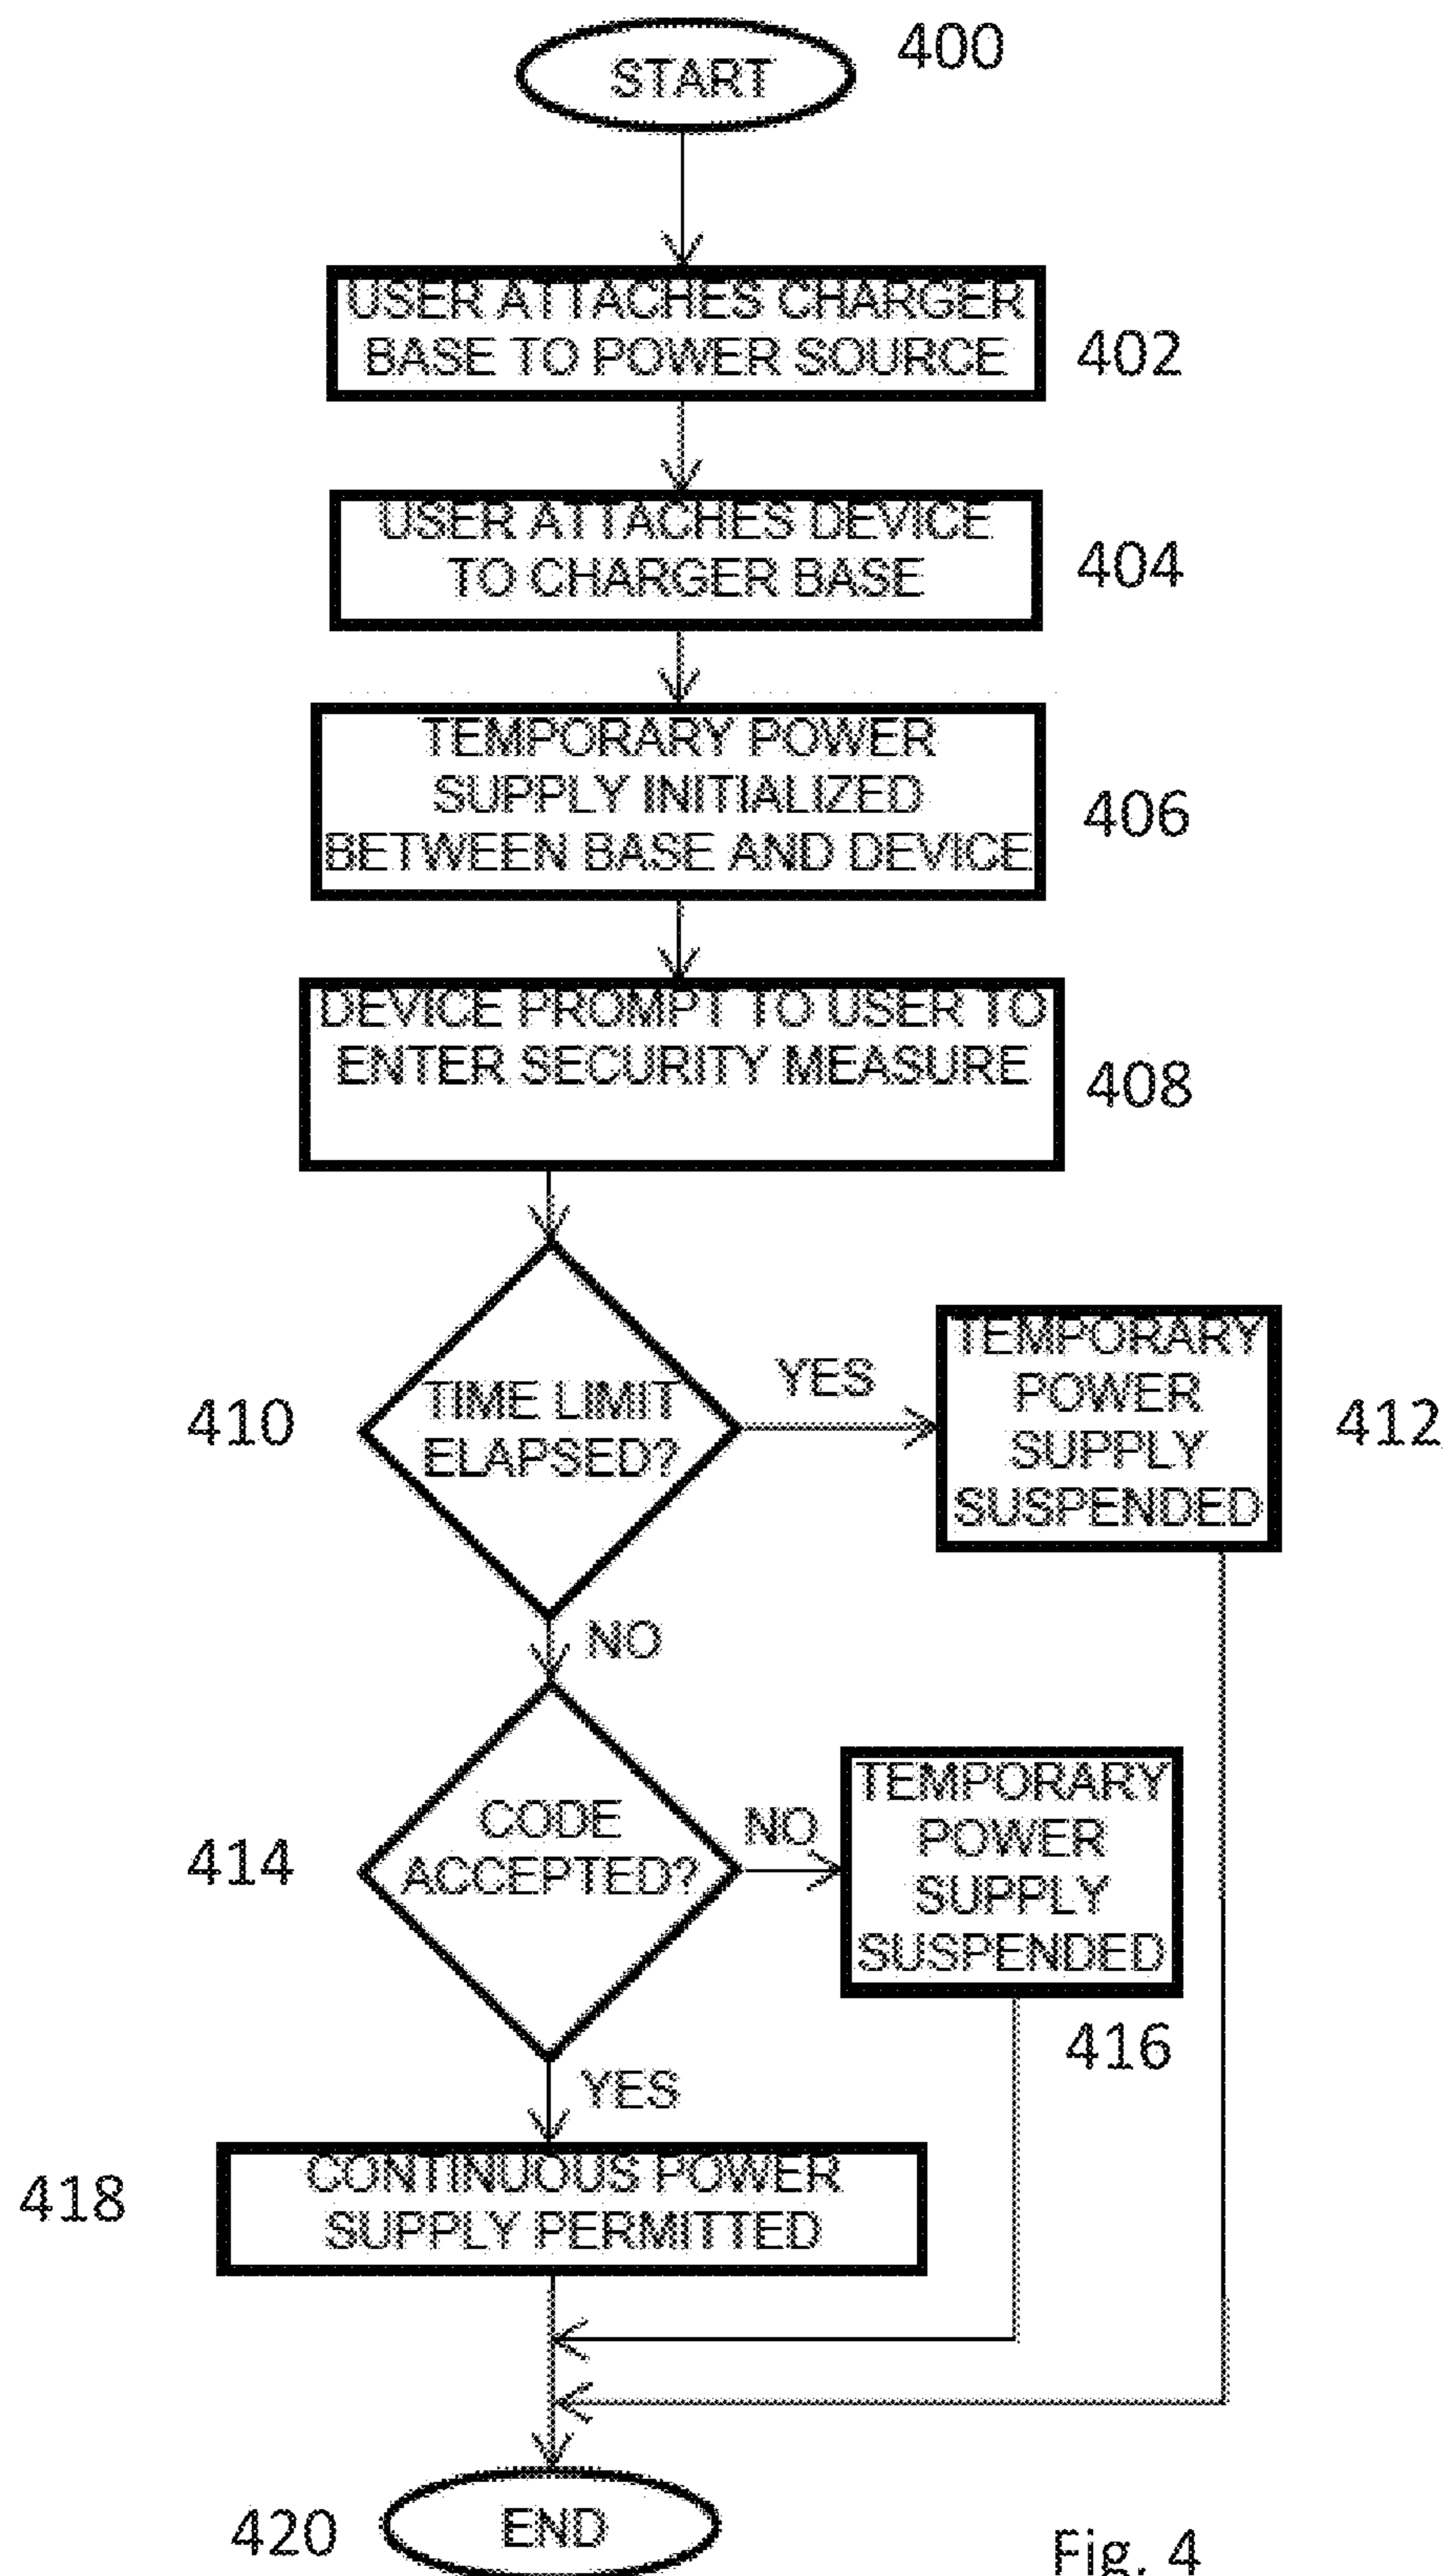 400
START
USER ATTACHES CHARGER
BASE TO POWER SOURCE
402
USER ATTACHES DEVICE
TO CHARGER BASE
404
TEMPORARY POWER
SUPPLY INITIALIZED
BETWEEN BASE AND DEVICE
406
DEVICE PROMPT TO USER TO
ENTER SECURITY MEASURE
408
410
TIME LIMIT
ELAPSED?
YES
TEMPORARY
POWER
SUPPLY
SUSPENDED
412
NO
414
CODE
ACCEPTED?
NO
TEMPORARY
POWER
SUPPLY
SUSPENDED
416
YES
418
CONTINUOUS POWER
SUPPLY PERMITTED
420
END
Fig. 4